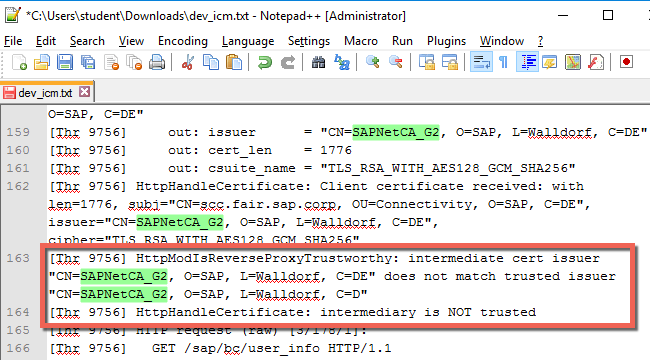 *C:\Users\student\Downloads\dev_icm.txt - Notepad++ [Administrator]
File Edit Search View Encoding Language Settings Macro Run Plugins Window ?
dev_icm.txt
O=SAP, C=DE"
159 [Thr 9756] out: issuer = "CN=SAPNetCA_G2, O=SAP, L=Walldorf, C=DE"
160 [Thr 9756] out: cert_len = 1776
161 [Thr 9756] out: csuite_name = "TLS_RSA_WITH_AES128_GCM_SHA256"
162 [Thr 9756] HttpHandleCertificate: Client certificate received: with
len=1776, subj="CN=scc.fair.sap.corp, OU=Connectivity, O=SAP, C=DE",
issuer="CN=SAPNetCA_G2, O=SAP, L=Walldorf, C=DE",
cipher="TLS_RSA_WITH_AES128_GCM_SHA256"
163 [Thr 9756] HttpModIsReverseProxyTrustworthy: intermediate cert issuer
"CN=SAPNetCA_G2, O=SAP, L=Walldorf, C=DE" does not match trusted issuer
"CN=SAPNetCA_G2, O=SAP, L=Walldorf, C=D"
164 [Thr 9756] HttpHandleCertificate: intermediary is NOT trusted
165 [Thr 9756] HTTP request (raw) [3/178/1]:
166 [Thr 9756] GET /sap/bc/user_info HTTP/1.1